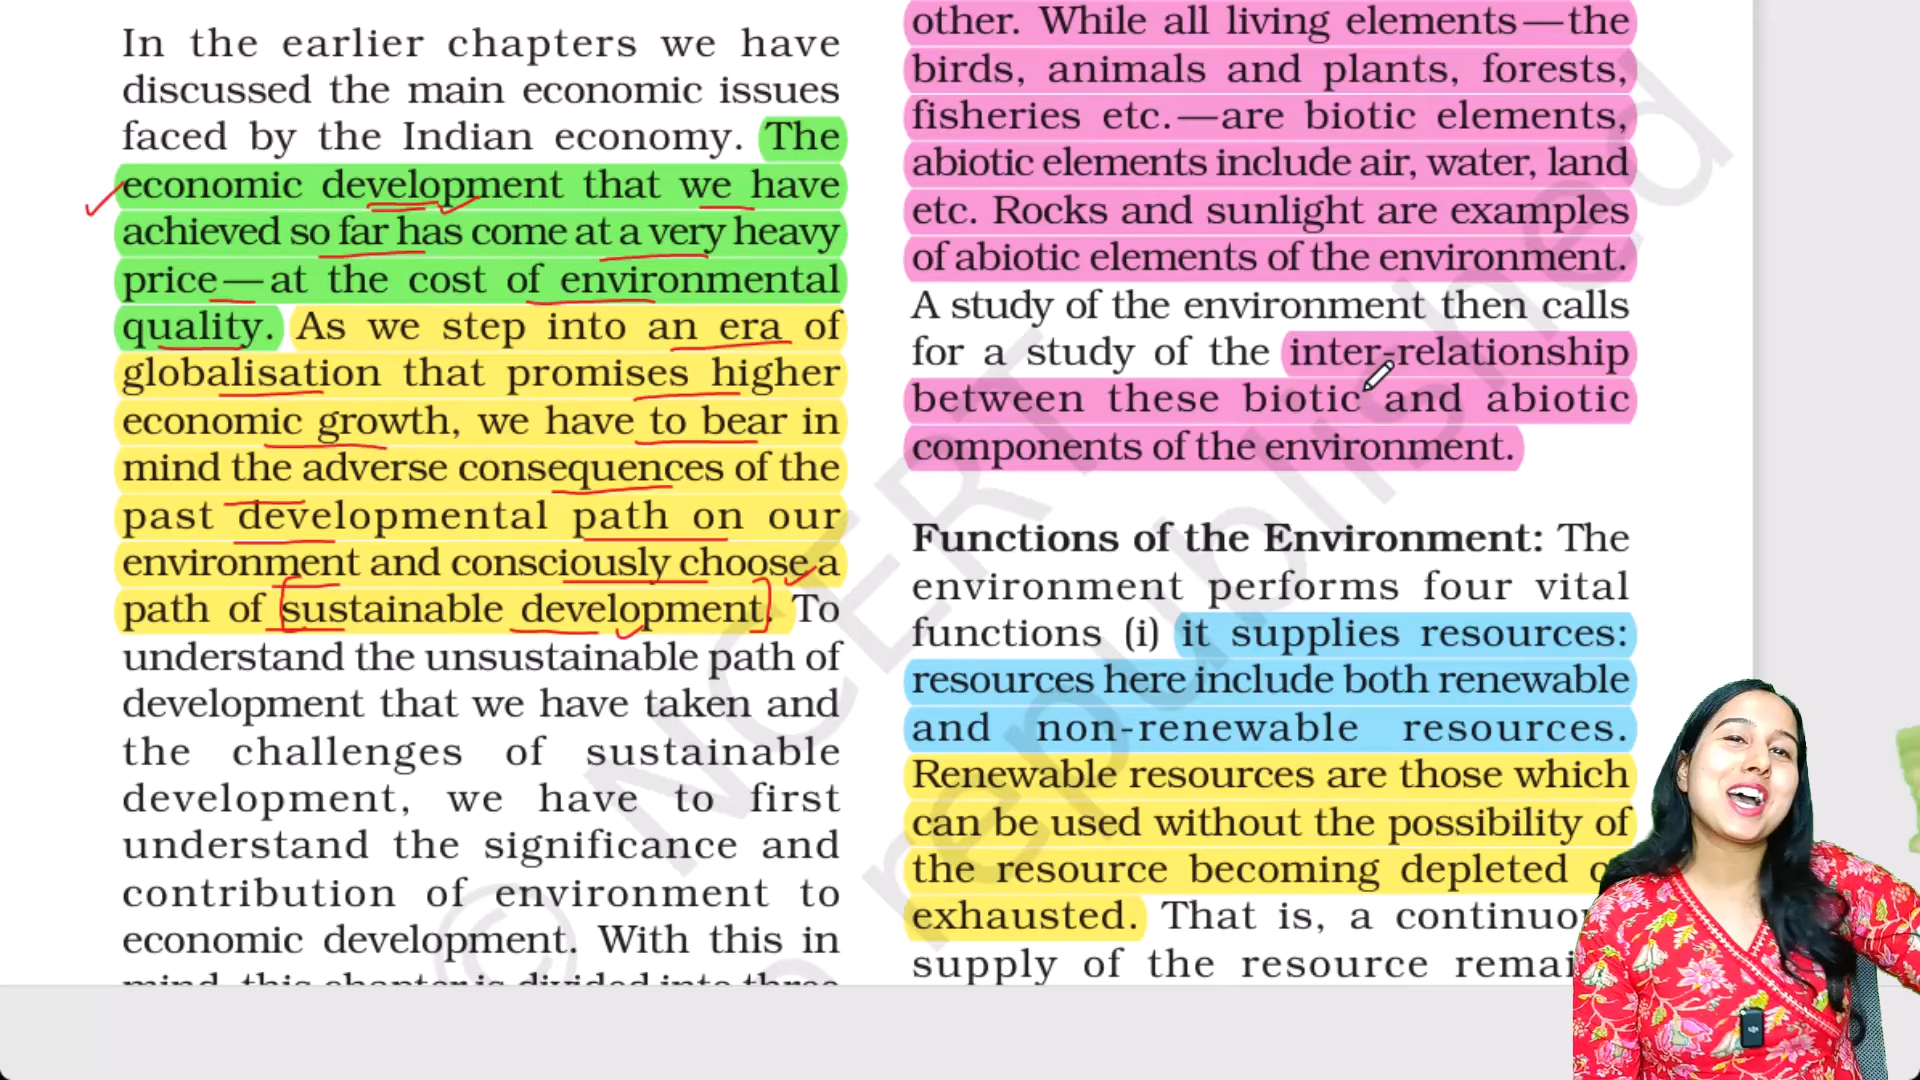 In the earlier chapters we have
discussed the main economic issues
faced by the Indian economy. The
economic development that we have
achieved so far has come at a very heavy
price—at the cost of environmental
quality. As we step into an era of
globalisation that promises higher
economic growth, we have to bear in
mind the adverse consequences of the
past developmental path on our
environment and consciously choose a
path of sustainable development. To
understand the unsustainable path of
development that we have taken and
the challenges of sustainable
development, we have to first
understand the significance and
contribution of environment to
economic development. With this in
mind, this chapter is divided into three
other. While all living elements—the
birds, animals and plants, forests,
fisheries etc.—are biotic elements,
abiotic elements include air, water, land
etc. Rocks and sunlight are examples
of abiotic elements of the environment.
A study of the environment then calls
for a study of the inter-relationship
between these biotic and abiotic
components of the environment.
Functions of the Environment: The
environment performs four vital
functions (i) it supplies resources:
resources here include both renewable
and non-renewable resources.
Renewable resources are those which
can be used without the possibility of
the resource becoming depleted
exhausted. That is, a
supply of the resource
© NCERT
republished